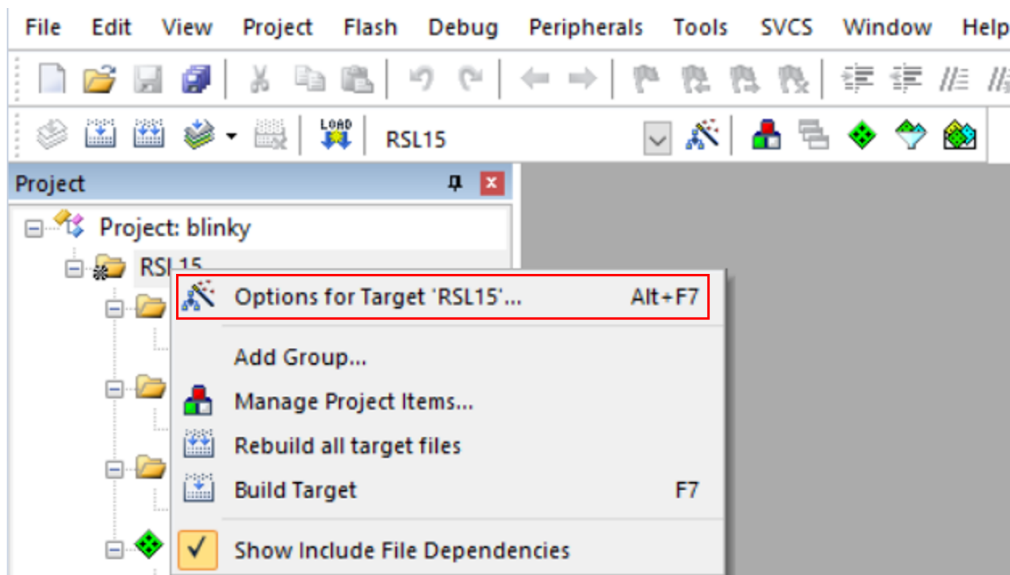 File Edit View Project Flash Debug Peripherals Tools SVCS Window Help
LOAD
RSL15
Project
Project: blinky
RSL15
Options for Target 'RSL15'... Alt+F7
Add Group...
Manage Project Items...
Rebuild all target files
Build Target F7
Show Include File Dependencies